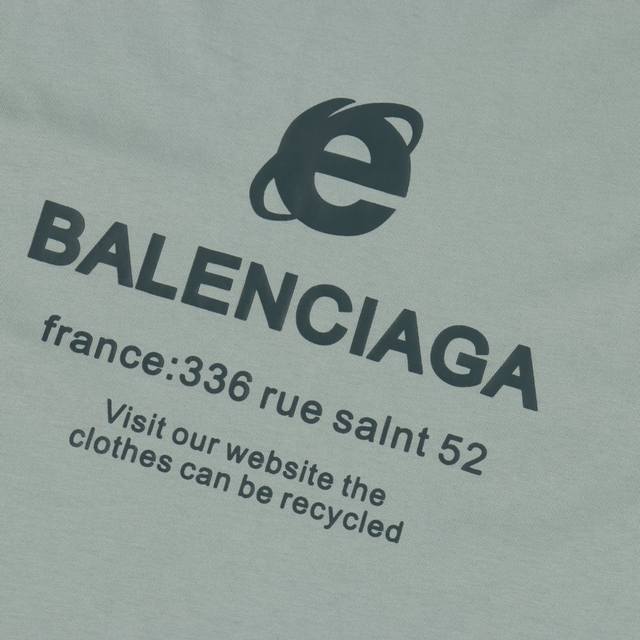 e
BALENCIAGA
france:336 rue saInt 52
Visit our website the
clothes can be recycled